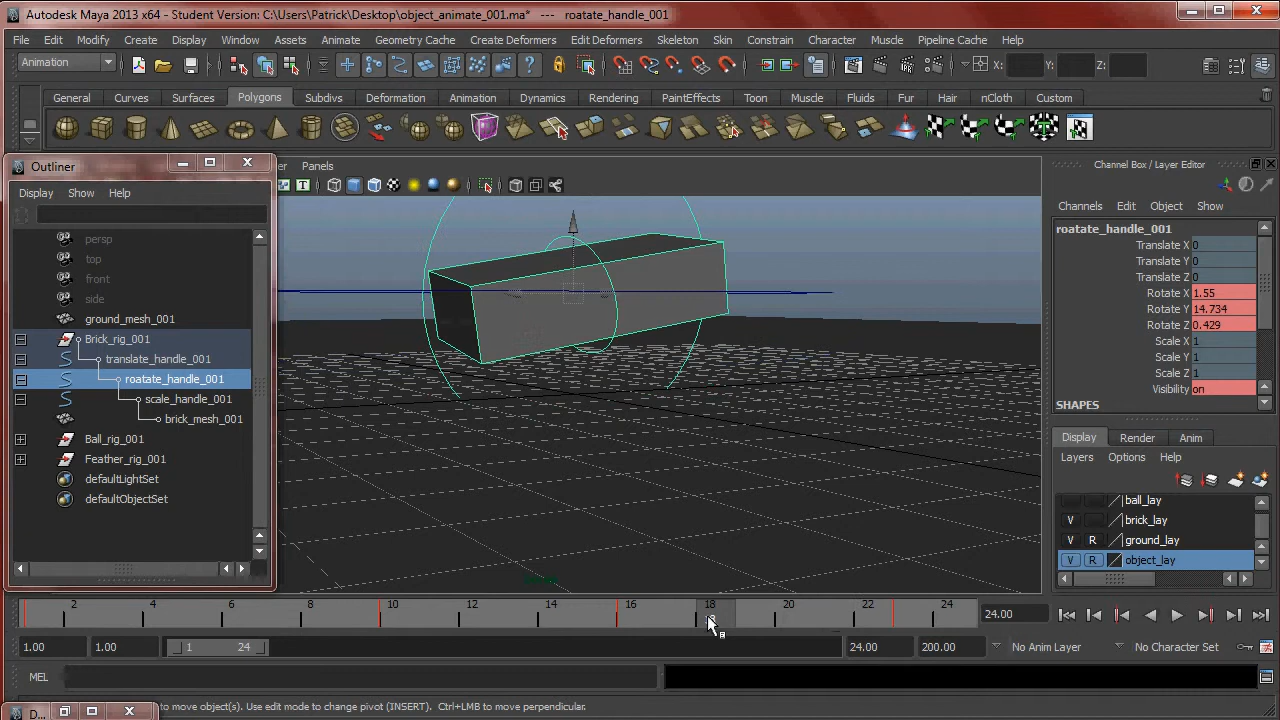 Autodesk Maya 2013 x64 - Student Version: C:\Users\Patrick\Desktop\object_animate_001.ma* --- roatate_handle_001
File Edit Modify Create Display Window Assets Animate Geometry Cache Create Deformers Edit Deformers Skeleton Skin Constrain Character Muscle Pipeline Cache Help
Animation X: Y: Z:
General Curves Surfaces Polygons Subdivs Deformation Animation Dynamics Rendering PaintEffects Toon Muscle Fluids Fur Hair nCloth Custom
Outliner
Panels
Channel Box / Layer Editor
Display Show Help
Channels Edit Object Show
persp
top
front
side
ground_mesh_001
Brick_rig_001
translate_handle_001
roatate_handle_001
scale_handle_001
brick_mesh_001
Ball_rig_001
Feather_rig_001
defaultLightSet
defaultObjectSet
roatate_handle_001
Translate X 0
Translate Y 0
Translate Z 0
Rotate X 1.55
Rotate Y 14.734
Rotate Z 0.429
Scale X 1
Scale Y 1
Scale Z 1
Visibility on
SHAPES
Display Render Anim
Layers Options Help
ball_lay
V brick_lay
V R ground_lay
V R object_lay
2 4 6 8 10 12 14 16 18 20 22 24 24.00
1.00 1.00 1 24 24.00 200.00 No Anim Layer No Character Set
MEL
to move object(s). Use edit mode to change pivot (INSERT). Ctrl+LMB to move perpendicular.
D...